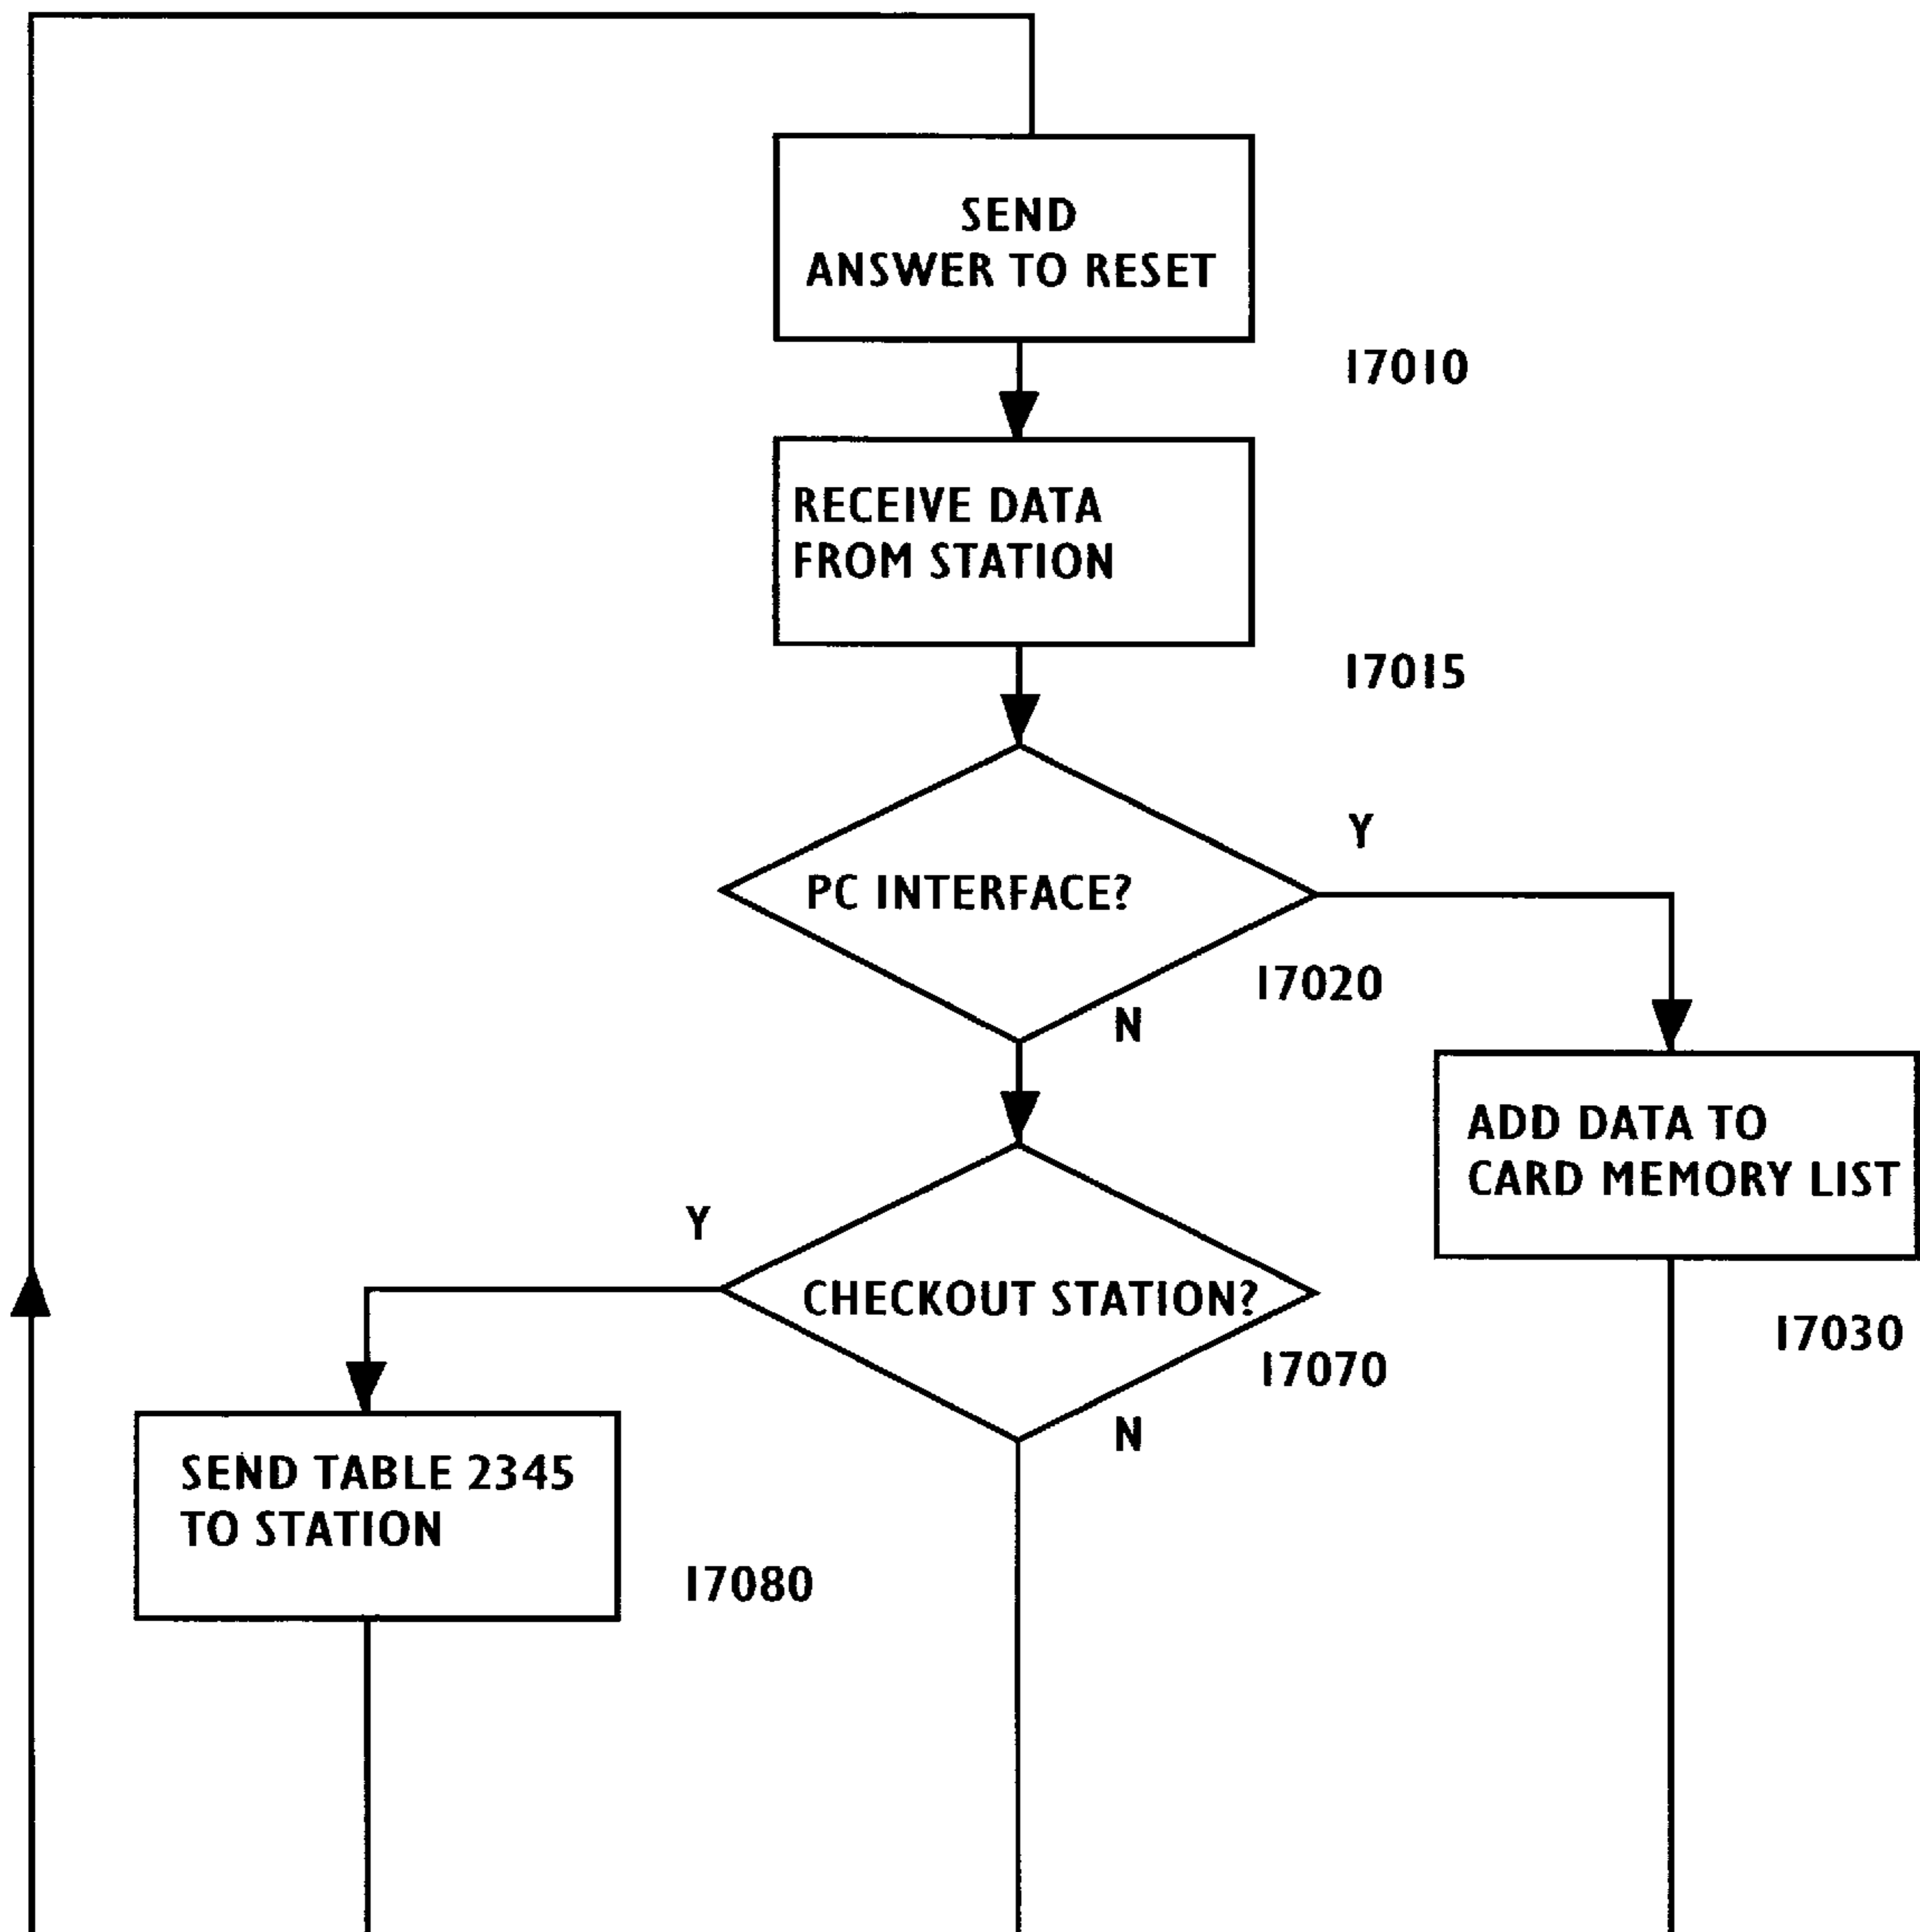 SEND
ANSWER TO RESET
17010
RECEIVE DATA
FROM STATION
17015
Y
PC INTERFACE?
17020
N
ADD DATA TO
CARD MEMORY LIST
17030
Y
CHECKOUT STATION?
17070
N
SEND TABLE 2345
TO STATION
17080